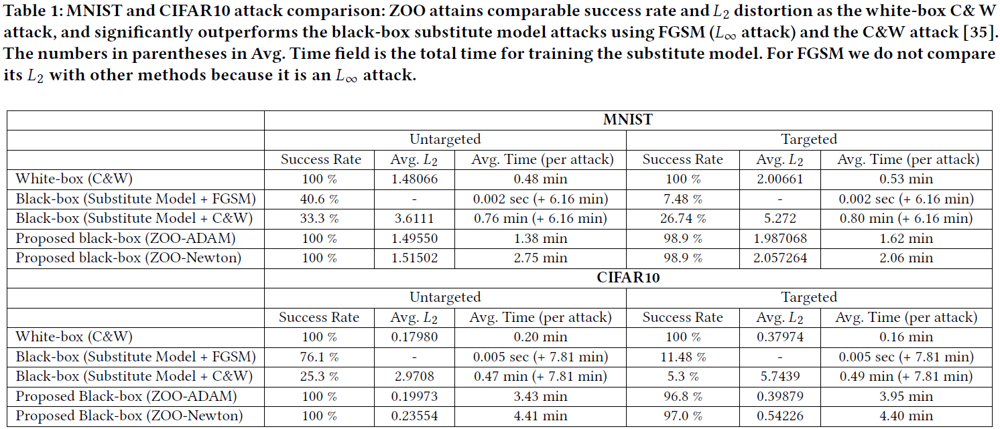 Table 1: MNIST and CIFAR10 attack comparison: ZOO attains comparable success rate and L2 distortion as the white-box C& W
attack, and significantly outperforms the black-box substitute model attacks using FGSM (L∞ attack) and the C&W attack [35].
The numbers in parentheses in Avg. Time field is the total time for training the substitute model. For FGSM we do not compare
its L2 with other methods because it is an L∞ attack.
MNIST
Untargeted Targeted
Success Rate Avg. L2 Avg. Time (per attack) Success Rate Avg. L2 Avg. Time (per attack)
White-box (C&W) 100 % 1.48066 0.48 min 100 % 2.00661 0.53 min
Black-box (Substitute Model + FGSM) 40.6 % - 0.002 sec (+ 6.16 min) 7.48 % - 0.002 sec (+ 6.16 min)
Black-box (Substitute Model + C&W) 33.3 % 3.6111 0.76 min (+ 6.16 min) 26.74 % 5.272 0.80 min (+ 6.16 min)
Proposed black-box (ZOO-ADAM) 100 % 1.49550 1.38 min 98.9 % 1.987068 1.62 min
Proposed black-box (ZOO-Newton) 100 % 1.51502 2.75 min 98.9 % 2.057264 2.06 min
CIFAR10
Untargeted Targeted
Success Rate Avg. L2 Avg. Time (per attack) Success Rate Avg. L2 Avg. Time (per attack)
White-box (C&W) 100 % 0.17980 0.20 min 100 % 0.37974 0.16 min
Black-box (Substitute Model + FGSM) 76.1 % - 0.005 sec (+ 7.81 min) 11.48 % - 0.005 sec (+ 7.81 min)
Black-box (Substitute Model + C&W) 25.3 % 2.9708 0.47 min (+ 7.81 min) 5.3 % 5.7439 0.49 min (+ 7.81 min)
Proposed Black-box (ZOO-ADAM) 100 % 0.19973 3.43 min 96.8 % 0.39879 3.95 min
Proposed Black-box (ZOO-Newton) 100 % 0.23554 4.41 min 97.0 % 0.54226 4.40 min